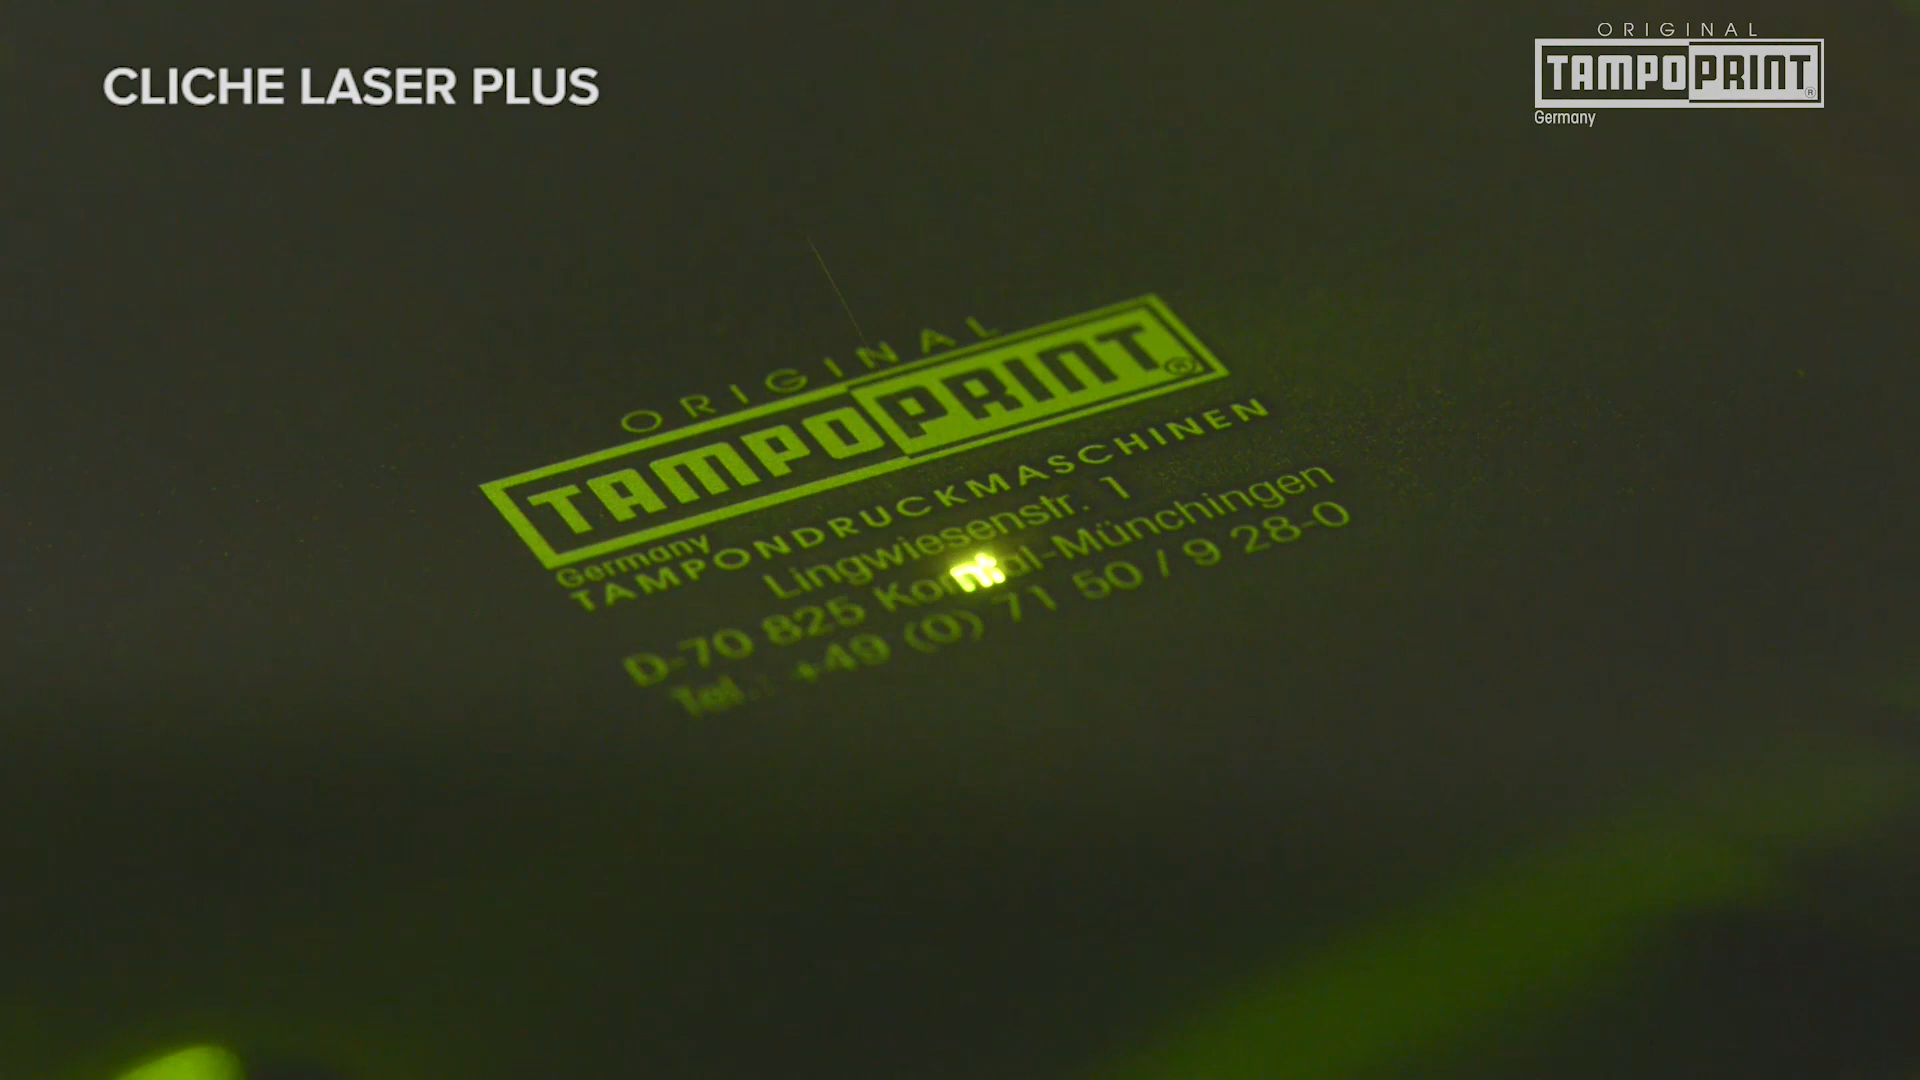 CLICHE LASER PLUS
ORIGINAL
TAMPOPRINT®
Germany
ORIGINAL
TAMPOPRINT®
Germany
TAMPONDRUCKMASCHINEN
Lingwiesenstr. 1
D-70 825 Korntal-Münchingen
Tel.: +49 (0) 71 50 / 9 28-0